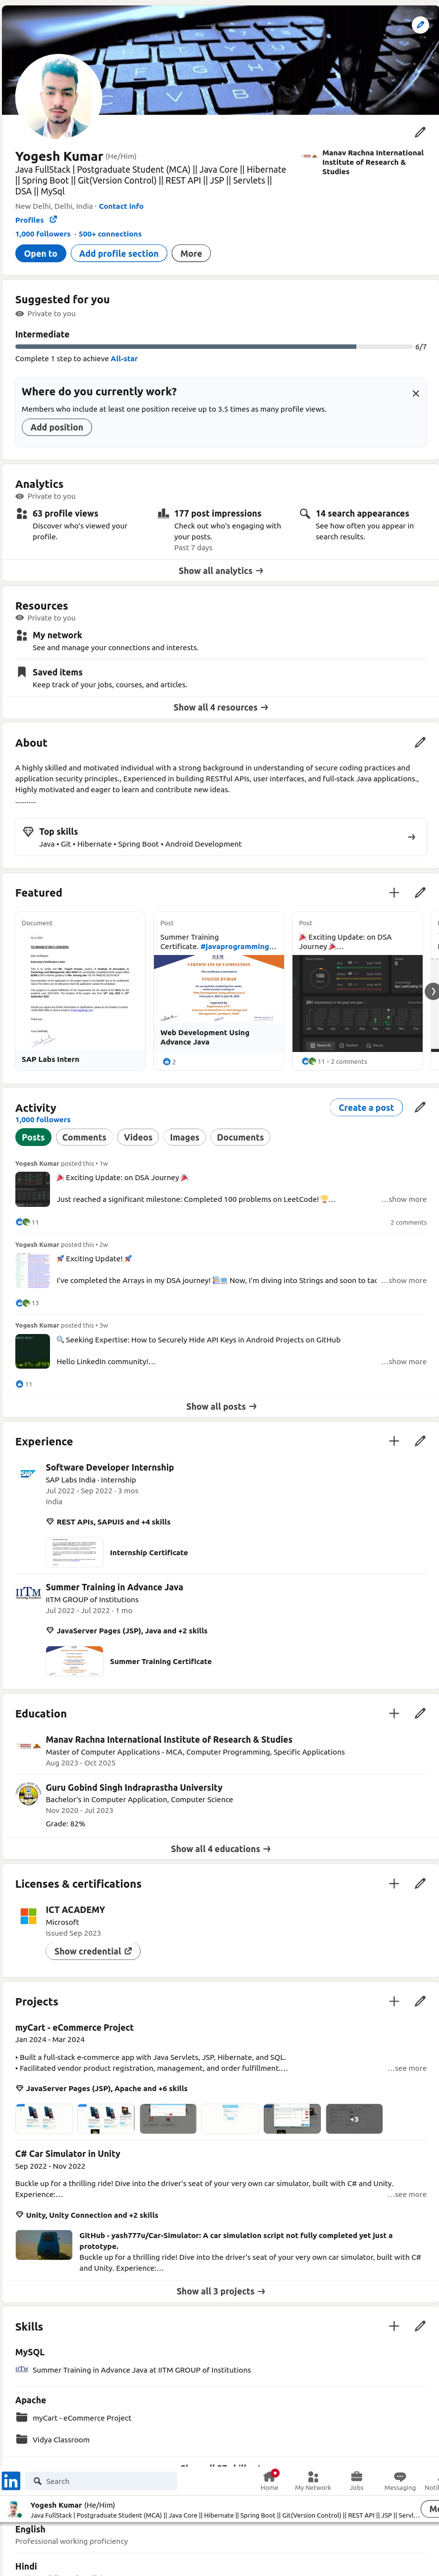 Yogesh Kumar (He/Him)
Java FullStack | Postgraduate Student (MCA) || Java Core || Hibernate
|| Spring Boot || Git(Version Control) || REST API || JSP || Servlets ||
DSA || MySql
Manav Rachna International
Institute of Research &
Studies
New Delhi, Delhi, India · Contact info
Profiles
1,000 followers · 500+ connections
Open to
Add profile section
More
Suggested for you
Private to you
Intermediate
6/7
Complete 1 step to achieve All-star
Where do you currently work?
Members who include at least one position receive up to 3.5 times as many profile views.
Add position
Analytics
Private to you
63 profile views
Discover who's viewed your
profile.
177 post impressions
Check out who's engaging with
your posts.
Past 7 days
14 search appearances
See how often you appear in
search results.
Show all analytics →
Resources
Private to you
My network
See and manage your connections and interests.
Saved items
Keep track of your jobs, courses, and articles.
Show all 4 resources →
About
A highly skilled and motivated individual with a strong background in understanding of secure coding practices and
application security principles., Experienced in building RESTful APIs, user interfaces, and full-stack Java applications.,
Highly motivated and eager to learn and contribute new ideas.
----------
Top skills
Java • Git • Hibernate • Spring Boot • Android Development
Featured
Document
SAP Labs Intern
Post
Summer Training
Certificate. #javaprogramming…
CERTIFICATE OF COMPLETION
YOGESH KUMAR
Web Development Using
Advance Java
2
Post
🎉 Exciting Update: on DSA
Journey 🎉…
100
11 · 2 comments
Activity
1,000 followers
Create a post
Posts
Comments
Videos
Images
Documents
Yogesh Kumar posted this • 1w
🎉 Exciting Update: on DSA Journey 🎉
Just reached a significant milestone: Completed 100 problems on LeetCode! 🏆…
…show more
11
2 comments
Yogesh Kumar posted this • 2w
🚀 Exciting Update! 🚀
I've completed the Arrays in my DSA journey! Now, I'm diving into Strings and soon to tac
…show more
13
Yogesh Kumar posted this • 3w
🔍 Seeking Expertise: How to Securely Hide API Keys in Android Projects on GitHub
Hello LinkedIn community!…
…show more
11
Show all posts →
Experience
SAP
Software Developer Internship
SAP Labs India · Internship
Jul 2022 - Sep 2022 · 3 mos
India
REST APIs, SAPUI5 and +4 skills
Internship Certificate
IITM
Summer Training in Advance Java
IITM GROUP of Institutions
Jul 2022 - Jul 2022 · 1 mo
JavaServer Pages (JSP), Java and +2 skills
Summer Training Certificate
Education
Manav Rachna International Institute of Research & Studies
Master of Computer Applications - MCA, Computer Programming, Specific Applications
Aug 2023 - Oct 2025
Guru Gobind Singh Indraprastha University
Bachelor's in Computer Application, Computer Science
Nov 2020 - Jul 2023
Grade: 82%
Show all 4 educations →
Licenses & certifications
ICT ACADEMY
Microsoft
Issued Sep 2023
Show credential
Projects
myCart - eCommerce Project
Jan 2024 - Mar 2024
• Built a full-stack e-commerce app with Java Servlets, JSP, Hibernate, and SQL.
• Facilitated vendor product registration, management, and order fulfillment.…
…see more
JavaServer Pages (JSP), Apache and +6 skills
+3
C# Car Simulator in Unity
Sep 2022 - Nov 2022
Buckle up for a thrilling ride! Dive into the driver's seat of your very own car simulator, built with C# and Unity.
Experience:…
…see more
Unity, Unity Connection and +2 skills
GitHub - yash777u/Car-Simulator: A car simulation script not fully completed yet just a
prototype.
Buckle up for a thrilling ride! Dive into the driver's seat of your very own car simulator, built with C#
and Unity. Experience:…
Show all 3 projects →
Skills
MySQL
IITM
Summer Training in Advance Java at IITM GROUP of Institutions
Apache
myCart - eCommerce Project
Vidya Classroom
in
Search
Home
My Network
Jobs
Messaging
Yogesh Kumar (He/Him)
Java FullStack | Postgraduate Student (MCA) || Java Core || Hibernate || Spring Boot || Git(Version Control) || REST API || JSP || Servl…
English
Professional working proficiency
Hindi